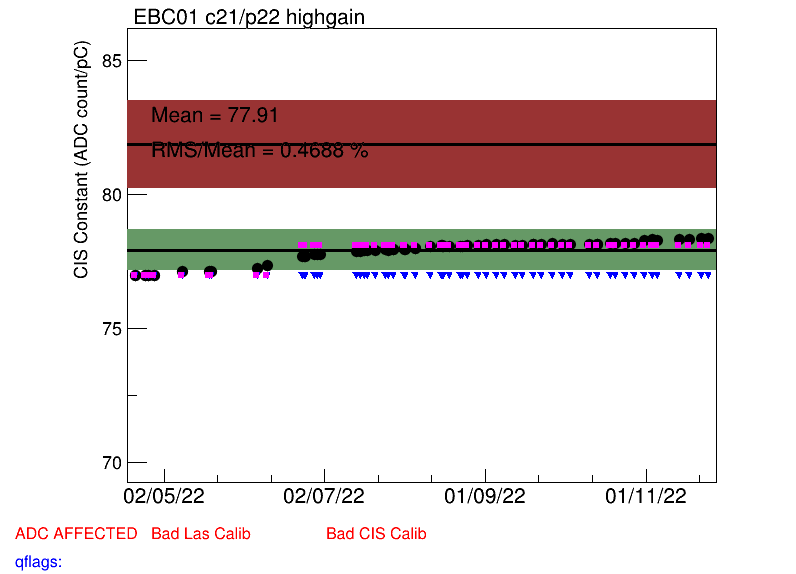 EBC01 c21/p22 highgain
CIS Constant (ADC count/pC)
85
80
75
70
Mean = 77.91
RMS/Mean = 0.4688 %
02/05/22 02/07/22 01/09/22 01/11/22
ADC AFFECTED Bad Las Calib Bad CIS Calib
qflags: